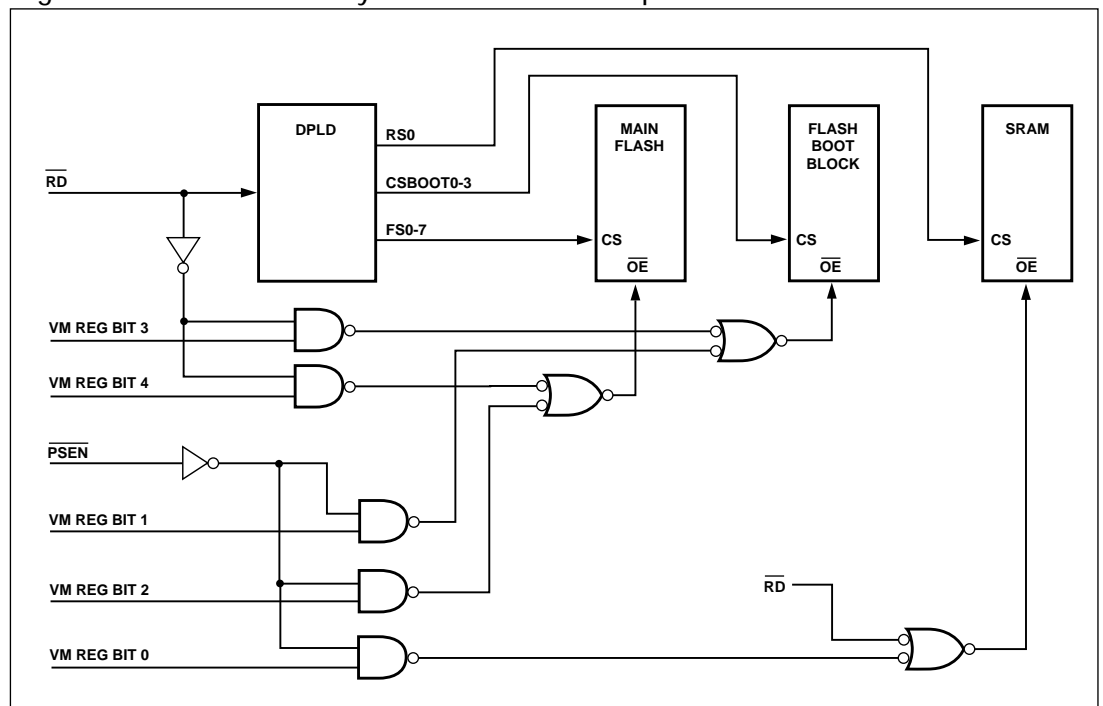 DPLD
RS0
CSBOOT0-3
FS0-7
MAIN
FLASH
CS
OE
FLASH
BOOT
BLOCK
CS
OE
SRAM
CS
OE
RD
VM REG BIT 3
VM REG BIT 4
PSEN
VM REG BIT 1
VM REG BIT 2
VM REG BIT 0
RD